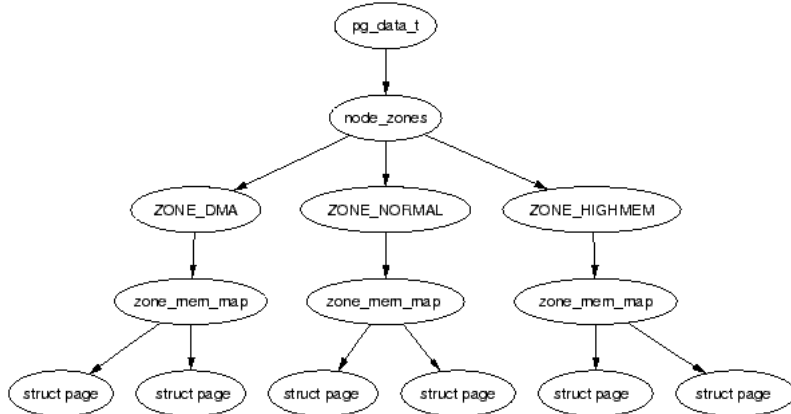 pg_data_t
node_zones
ZONE_DMA
ZONE_NORMAL
ZONE_HIGHMEM
zone_mem_map
zone_mem_map
zone_mem_map
struct page
struct page
struct page
struct page
struct page
struct page